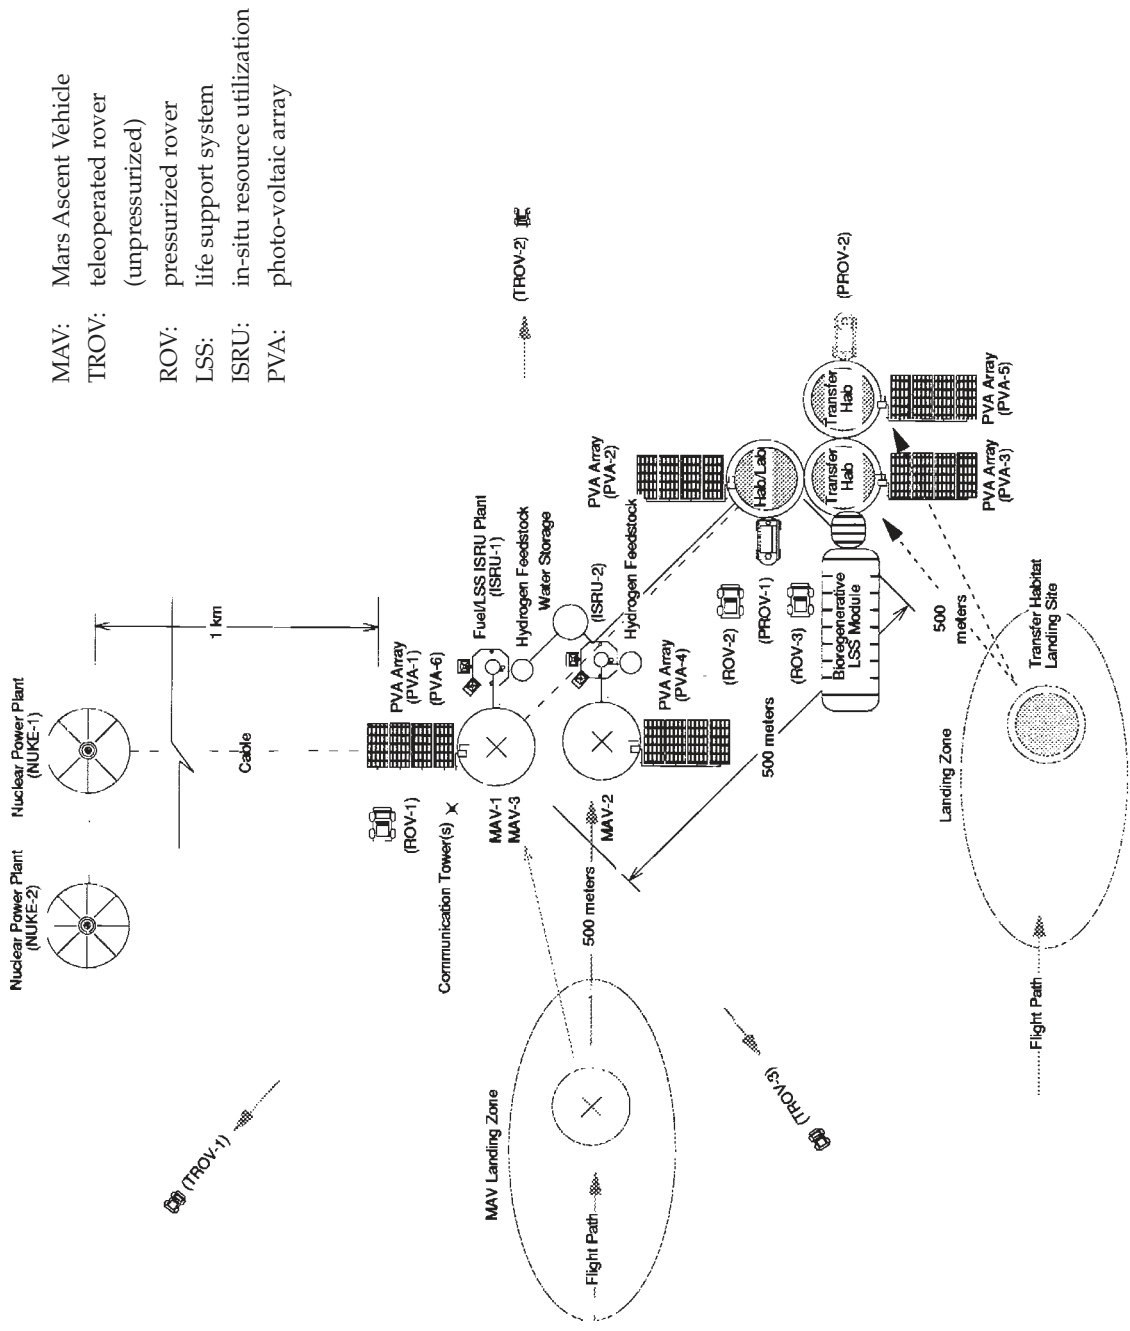 MAV: Mars Ascent Vehicle
TROV: teleoperated rover
(unpressurized)
ROV: pressurized rover
LSS: life support system
ISRU: in-situ resource utilization
PVA: photo-voltaic array
Nuclear Power Plant
(NUKE-2)
Nuclear Power Plant
(NUKE-1)
1 km
Cable
(TROV-1)
(ROV-1)
Communication Tower(s)
PVA Array
(PVA-1)
(PVA-6)
Fuel/LSS ISRU Plant
(ISRU-1)
Hydrogen Feedstock
Water Storage
(ISRU-2)
Hydrogen Feedstock
MAV-1
MAV-3
MAV-2
PVA Array
(PVA-4)
(TROV-2)
MAV Landing Zone
Flight Path
500 meters
500 meters
(TROV-3)
PVA Array
(PVA-2)
Hab/Lab
(ROV-2)
(PROV-1)
(ROV-3)
Bioregenerative
LSS Module
Transfer
Hab
Transfer
Hab
(PROV-2)
PVA Array
(PVA-3)
PVA Array
(PVA-5)
500
meters
Landing Zone
Transfer Habitat
Landing Site
Flight Path